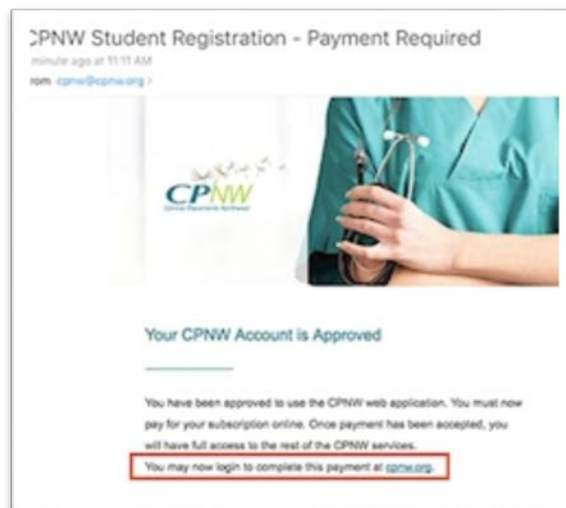 CPNW Student Registration - Payment Required
minute ago at 11:11 AM
rom cpnw@cpnw.org >
CPNW
Your CPNW Account is Approved
You have been approved to use the CPNW web application. You must now
pay for your subscription online. Once payment has been accepted, you
will have full access to the rest of the CPNW services.
You may now login to complete this payment at cpnw.org.